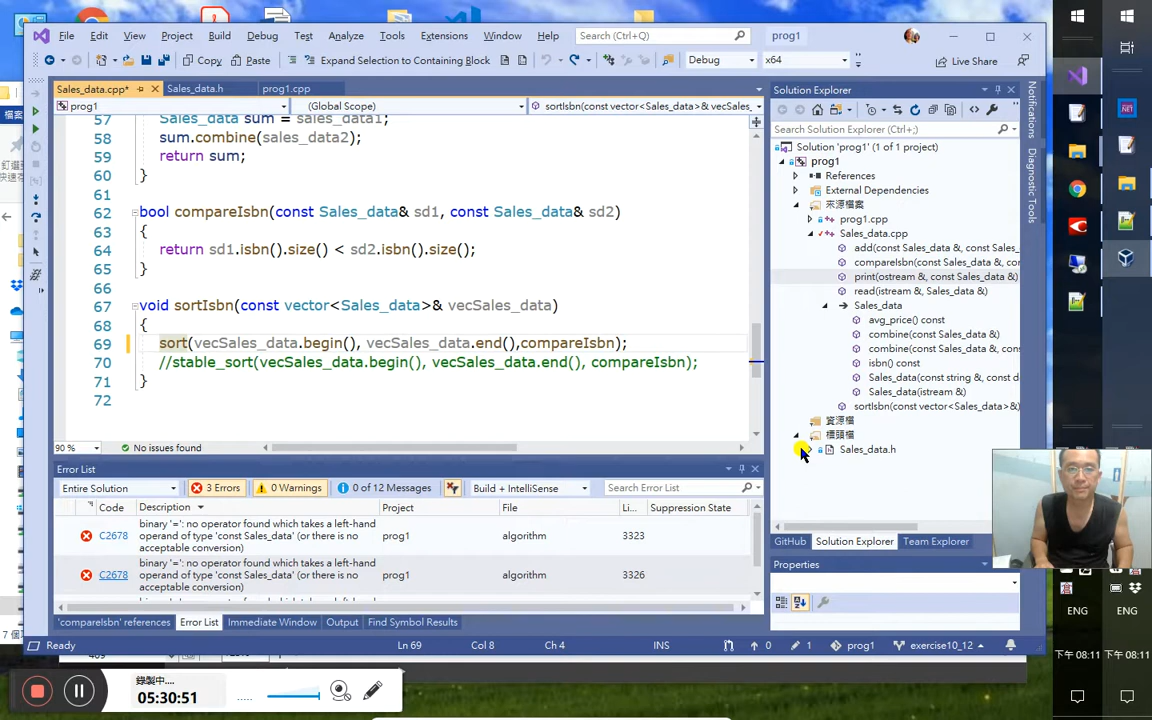 File Edit View Project Build Debug Test Analyze Tools Extensions Window Help Search (Ctrl+Q) prog1
Copy Paste Expand Selection to Containing Block Debug x64 Live Share
Sales_data.cpp* Sales_data.h prog1.cpp
prog1 (Global Scope) sortIsbn(const vector<Sales_data>& vecSales_
57 Sales_data sum = sales_data1;
58 sum.combine(sales_data2);
59 return sum;
60 }
61
62 bool compareIsbn(const Sales_data& sd1, const Sales_data& sd2)
63 {
64 return sd1.isbn().size() < sd2.isbn().size();
65 }
66
67 void sortIsbn(const vector<Sales_data>& vecSales_data)
68 {
69 sort(vecSales_data.begin(), vecSales_data.end(),compareIsbn);
70 //stable_sort(vecSales_data.begin(), vecSales_data.end(), compareIsbn);
71 }
72
90 % No issues found
Error List
Entire Solution 3 Errors 0 Warnings 0 of 12 Messages Build + IntelliSense Search Error List
Code Description Project File Li... Suppression State
C2678 binary '=': no operator found which takes a left-hand operand of type 'const Sales_data' (or there is no acceptable conversion) prog1 algorithm 3323
C2678 binary '=': no operator found which takes a left-hand operand of type 'const Sales_data' (or there is no acceptable conversion) prog1 algorithm 3326
'compareIsbn' references Error List Immediate Window Output Find Symbol Results
Ready Ln 69 Col 8 Ch 4 INS 0 1 prog1 exercise10_12
Solution Explorer
Search Solution Explorer (Ctrl+;)
Solution 'prog1' (1 of 1 project)
prog1
References
External Dependencies
來源檔案
prog1.cpp
Sales_data.cpp
add(const Sales_data &, const Sales_
compareIsbn(const Sales_data &, co
print(ostream &, const Sales_data &)
read(istream &, Sales_data &)
Sales_data
avg_price() const
combine(const Sales_data &)
combine(const Sales_data &, const
isbn() const
Sales_data(const string &, const d
Sales_data(istream &)
sortIsbn(const vector<Sales_data>&
資源檔
標頭檔
Sales_data.h
GitHub Solution Explorer Team Explorer
Properties
Notifications
Diagnostic Tools
錄製中....
05:30:51
ENG ENG
下午 08:11 下午 08:11